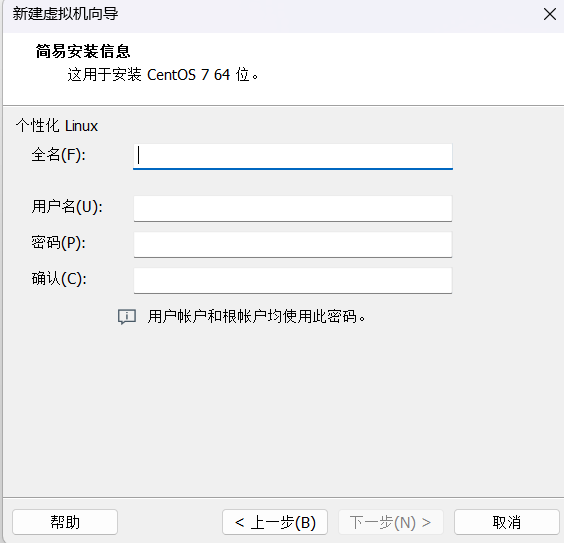 新建虚拟机向导
简易安装信息
这用于安装 CentOS 7 64 位。
个性化 Linux
全名(F):
用户名(U):
密码(P):
确认(C):
用户帐户和根帐户均使用此密码。
帮助
< 上一步(B)
下一步(N) >
取消